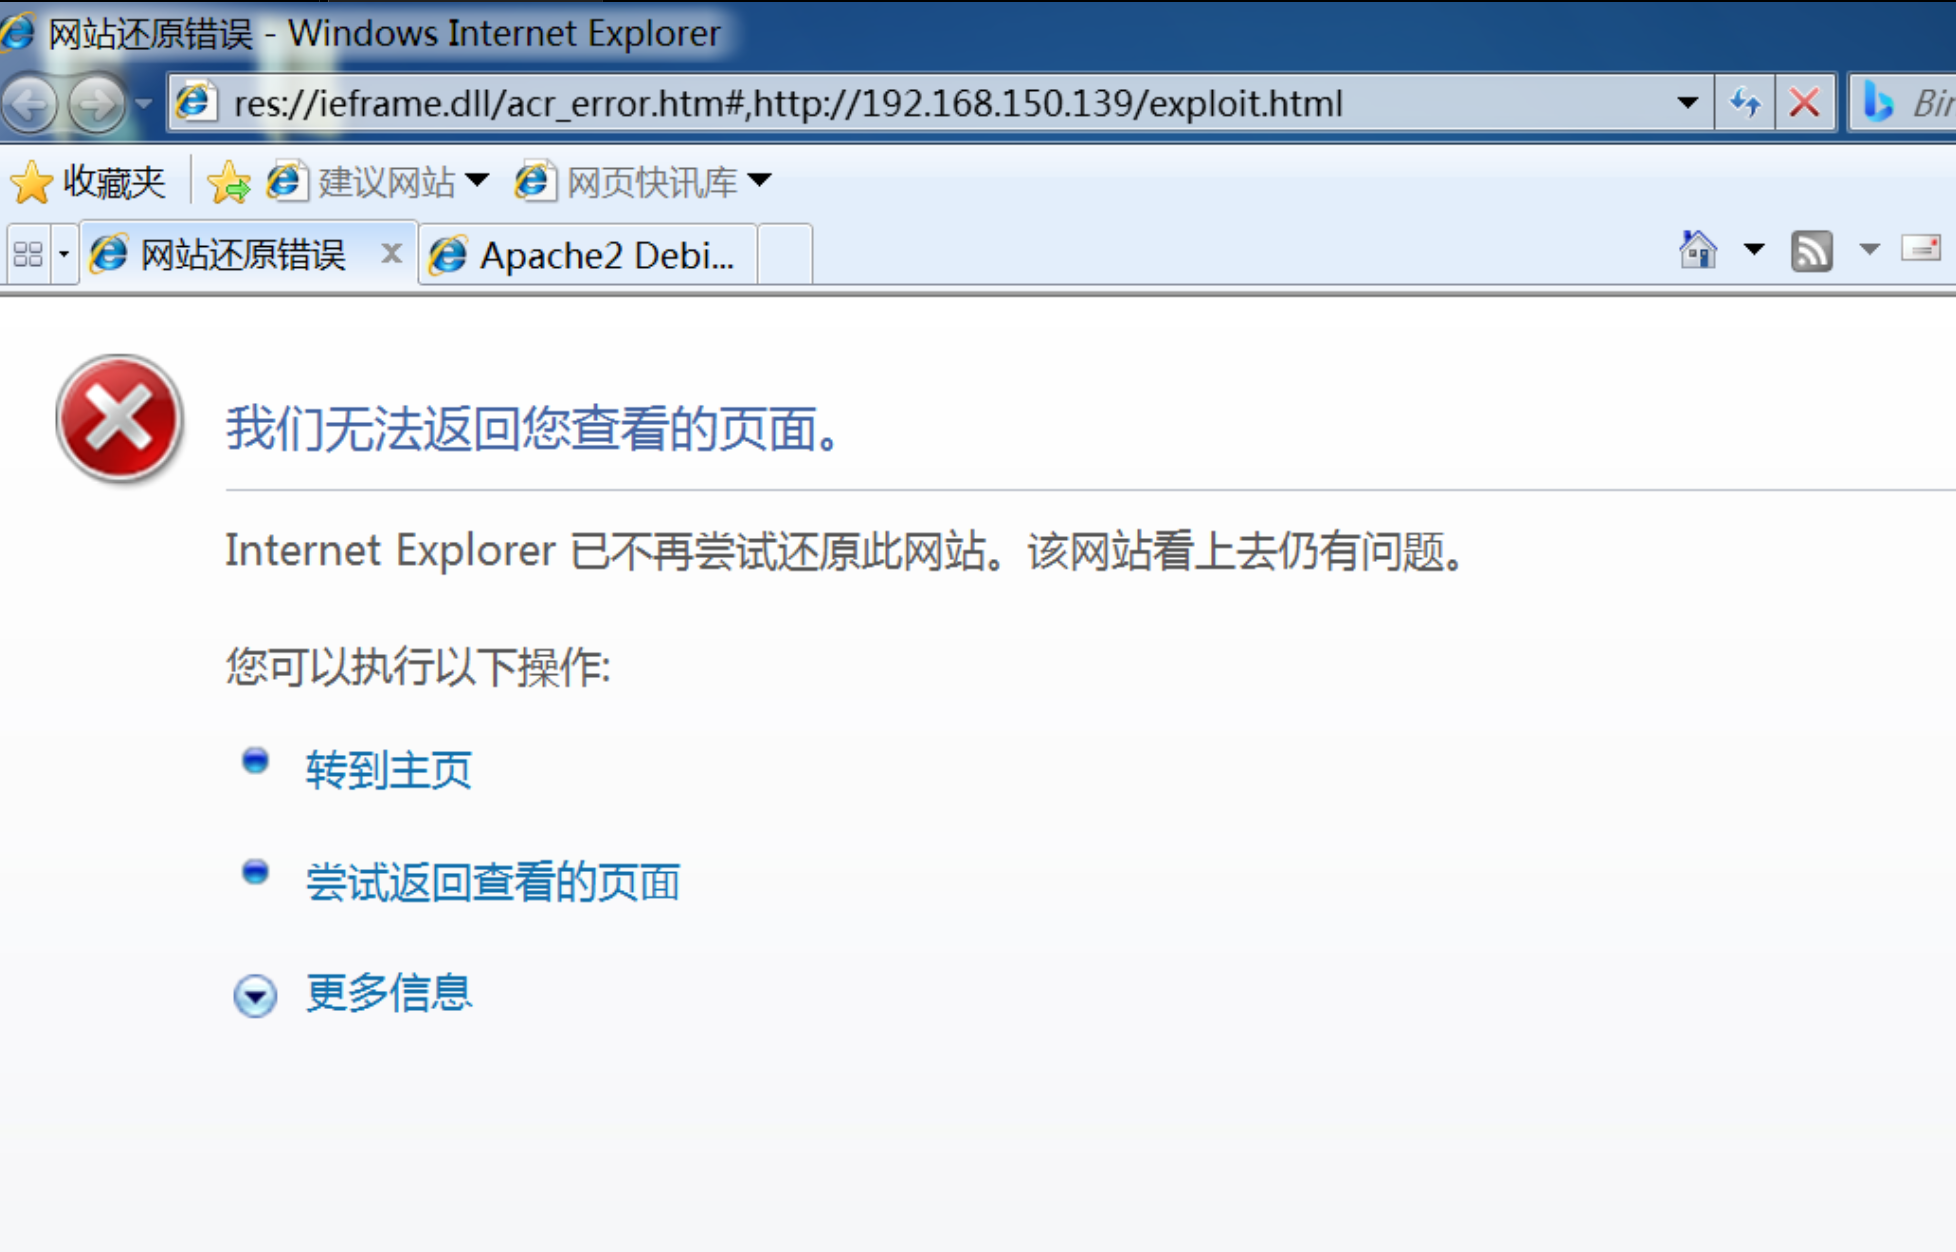 网站还原错误 - Windows Internet Explorer
res://ieframe.dll/acr_error.htm#,http://192.168.150.139/exploit.html
收藏夹 建议网站 网页快讯库
网站还原错误 x Apache2 Debi...
我们无法返回您查看的页面。
Internet Explorer 已不再尝试还原此网站。该网站看上去仍有问题。
您可以执行以下操作:
转到主页
尝试返回查看的页面
更多信息